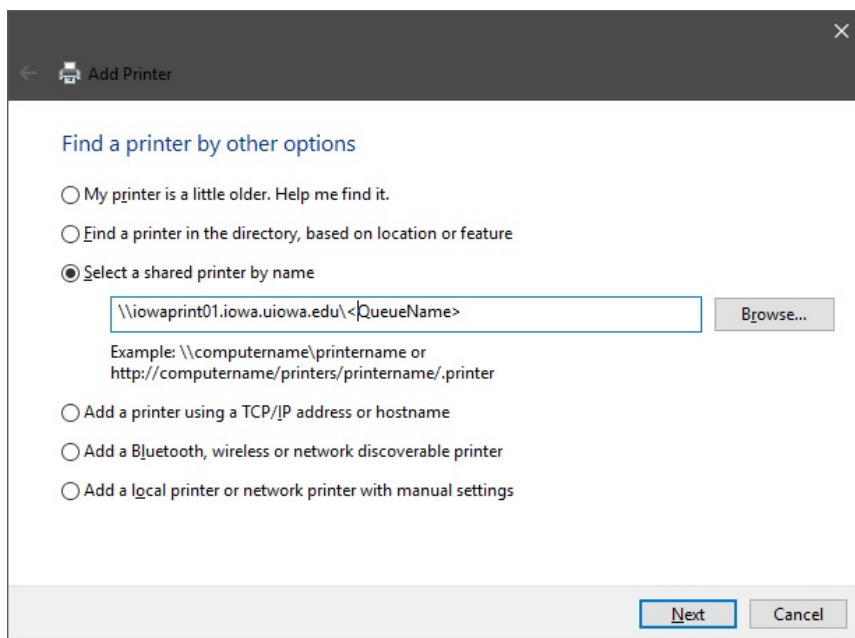 Add Printer
Find a printer by other options
My printer is a little older. Help me find it.
Find a printer in the directory, based on location or feature
Select a shared printer by name
\\iowaprint01.iowa.uiowa.edu\<QueueName>
Browse...
Example: \\computername\printername or
http://computername/printers/printername/.printer
Add a printer using a TCP/IP address or hostname
Add a Bluetooth, wireless or network discoverable printer
Add a local printer or network printer with manual settings
Next
Cancel